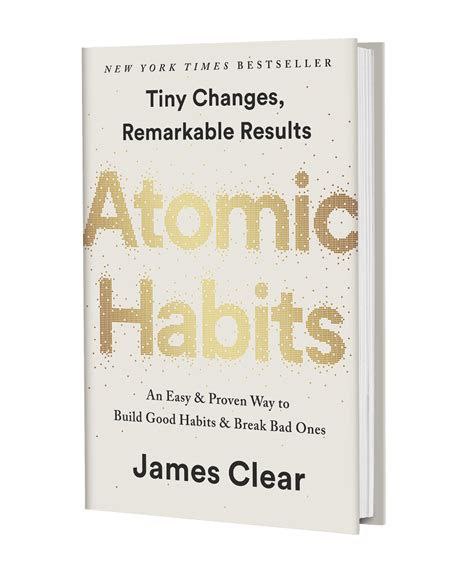 NEW YORK TIMES BESTSELLER
Tiny Changes,
Remarkable Results
Atomic
Habits
An Easy & Proven Way to
Build Good Habits & Break Bad Ones
James Clear